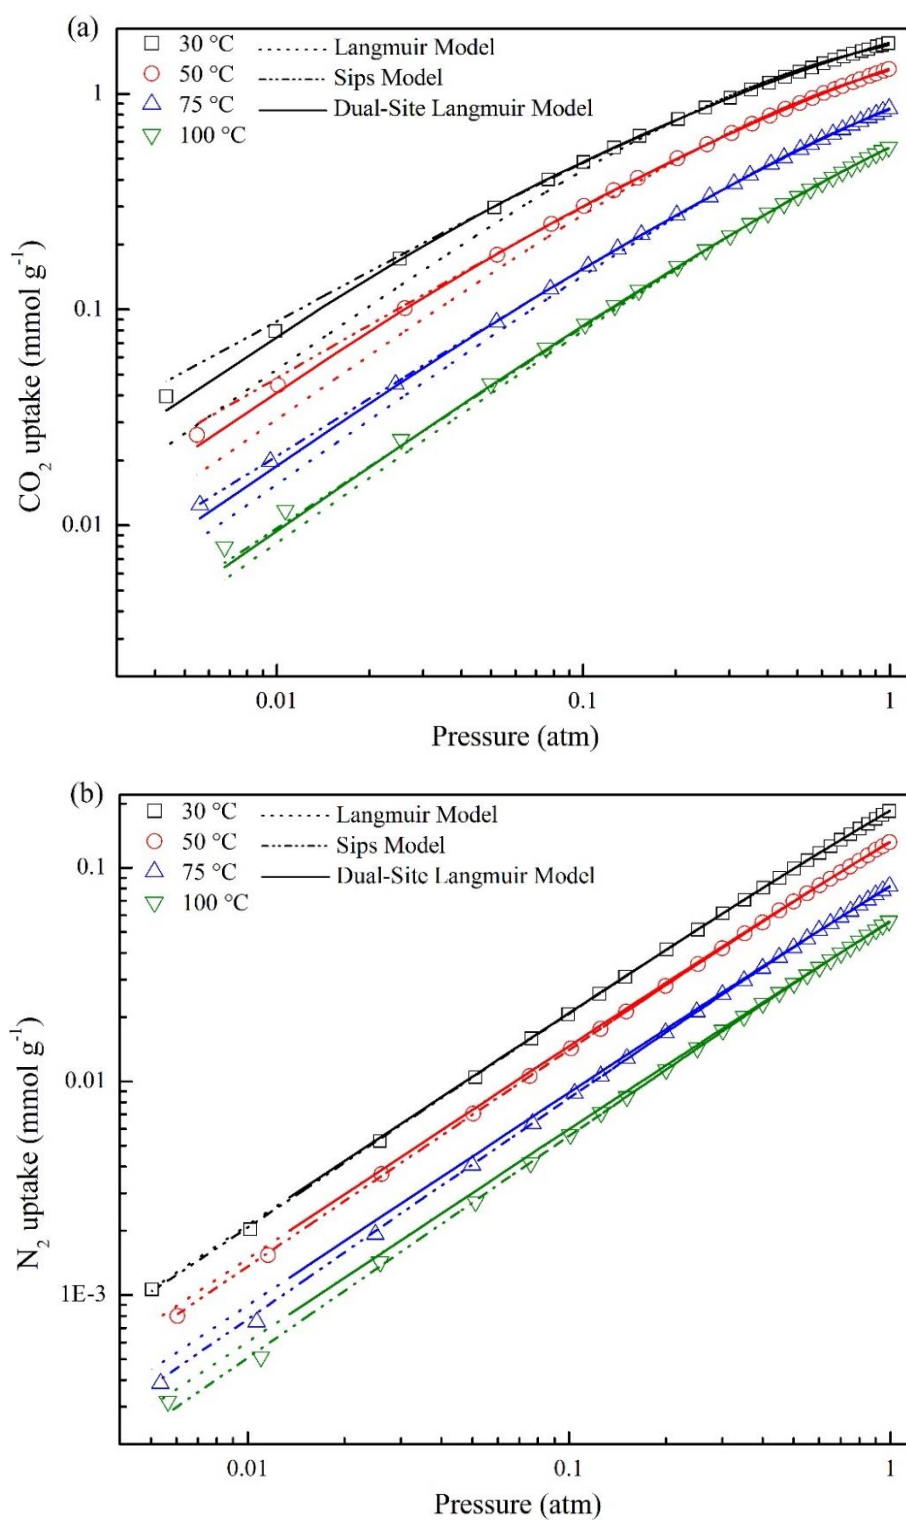 (a)
30 °C Langmuir Model
50 °C Sips Model
75 °C Dual-Site Langmuir Model
100 °C
1
0.1
0.01
CO₂ uptake (mmol g⁻¹)
0.01 0.1 1
Pressure (atm)
(b)
30 °C Langmuir Model
50 °C Sips Model
75 °C Dual-Site Langmuir Model
100 °C
0.1
0.01
1E-3
N₂ uptake (mmol g⁻¹)
0.01 0.1 1
Pressure (atm)